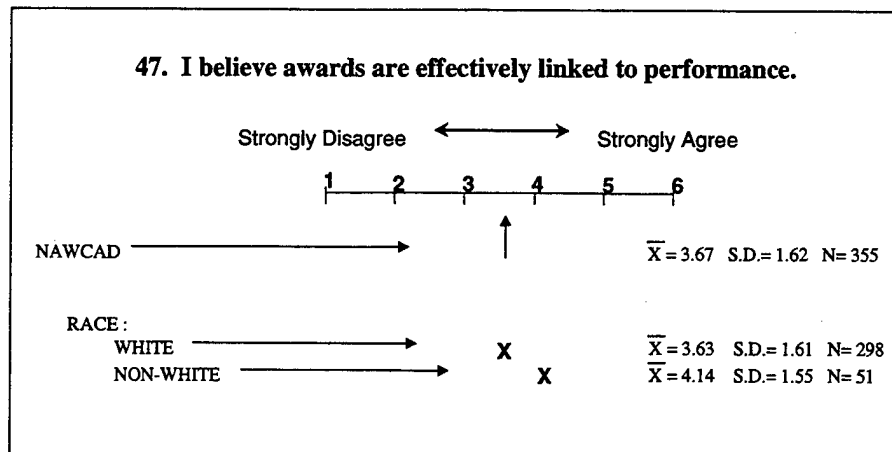 47. I believe awards are effectively linked to performance.
Strongly Disagree Strongly Agree
1 2 3 4 5 6
NAWCAD X̅ = 3.67 S.D.= 1.62 N= 355
RACE :
WHITE X X̅ = 3.63 S.D.= 1.61 N= 298
NON-WHITE X X̅ = 4.14 S.D.= 1.55 N= 51